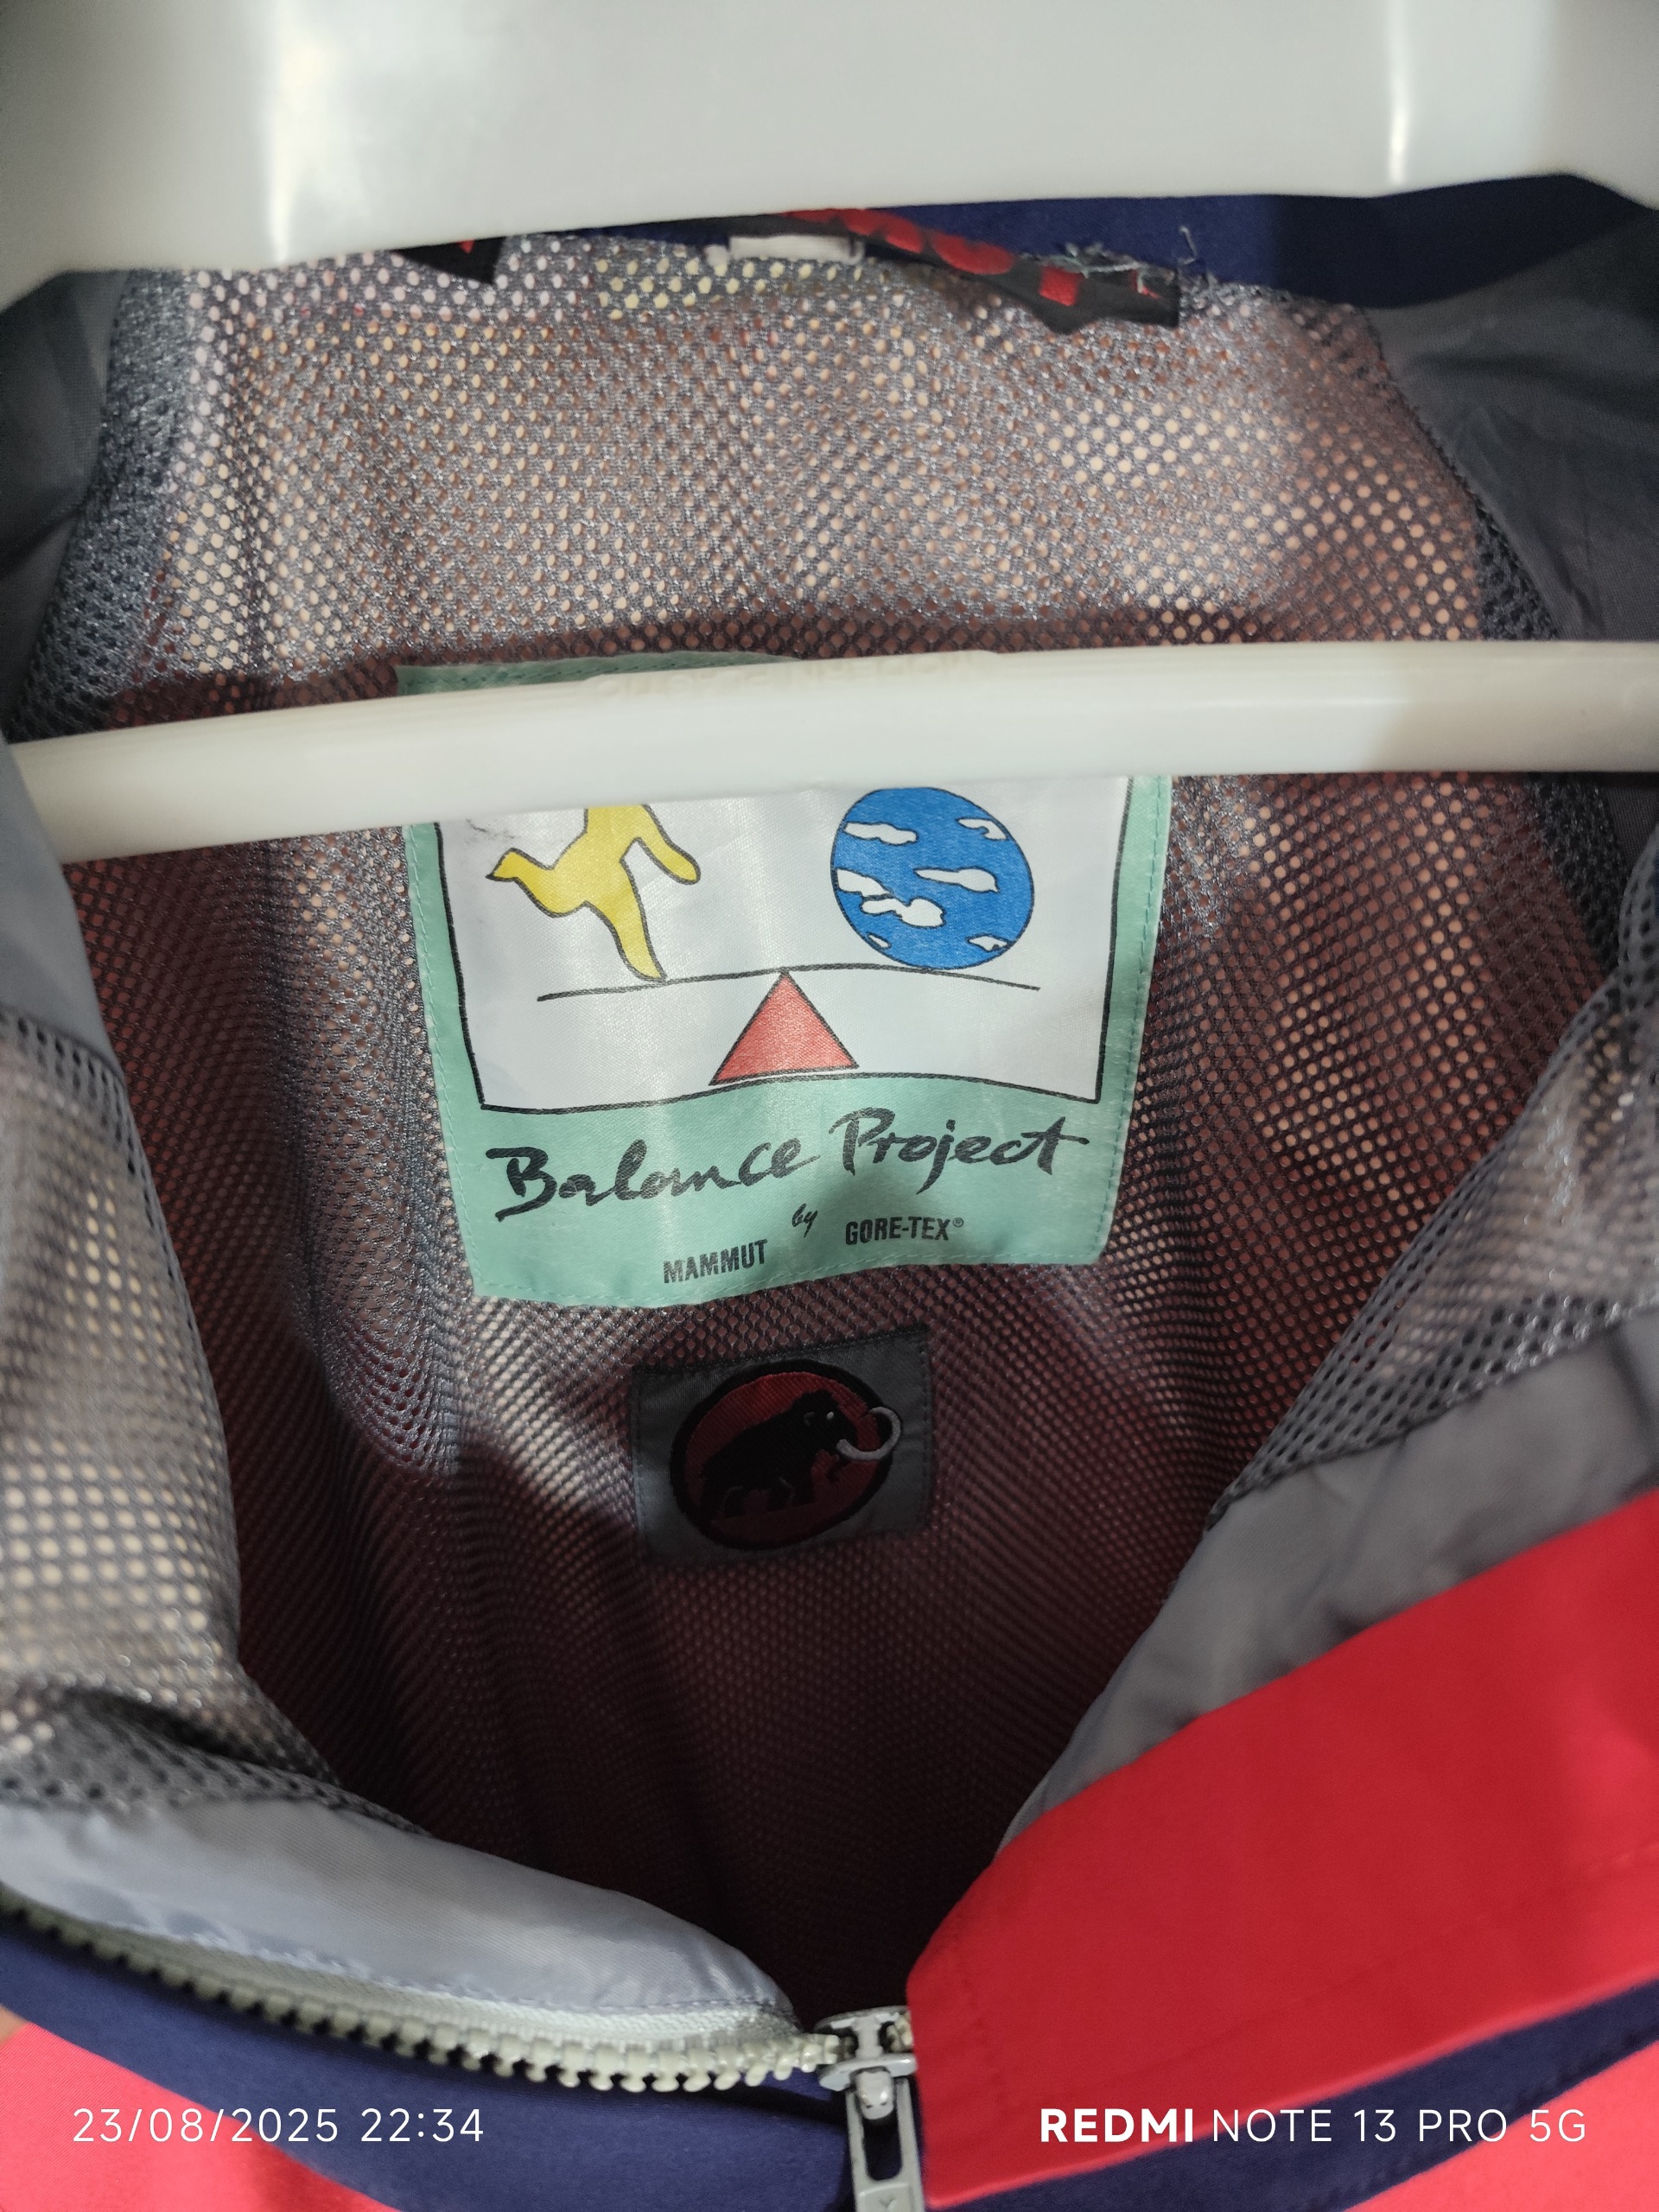 Balance Project
by
MAMMUT GORE-TEX®
23/08/2025 22:34
REDMI NOTE 13 PRO 5G